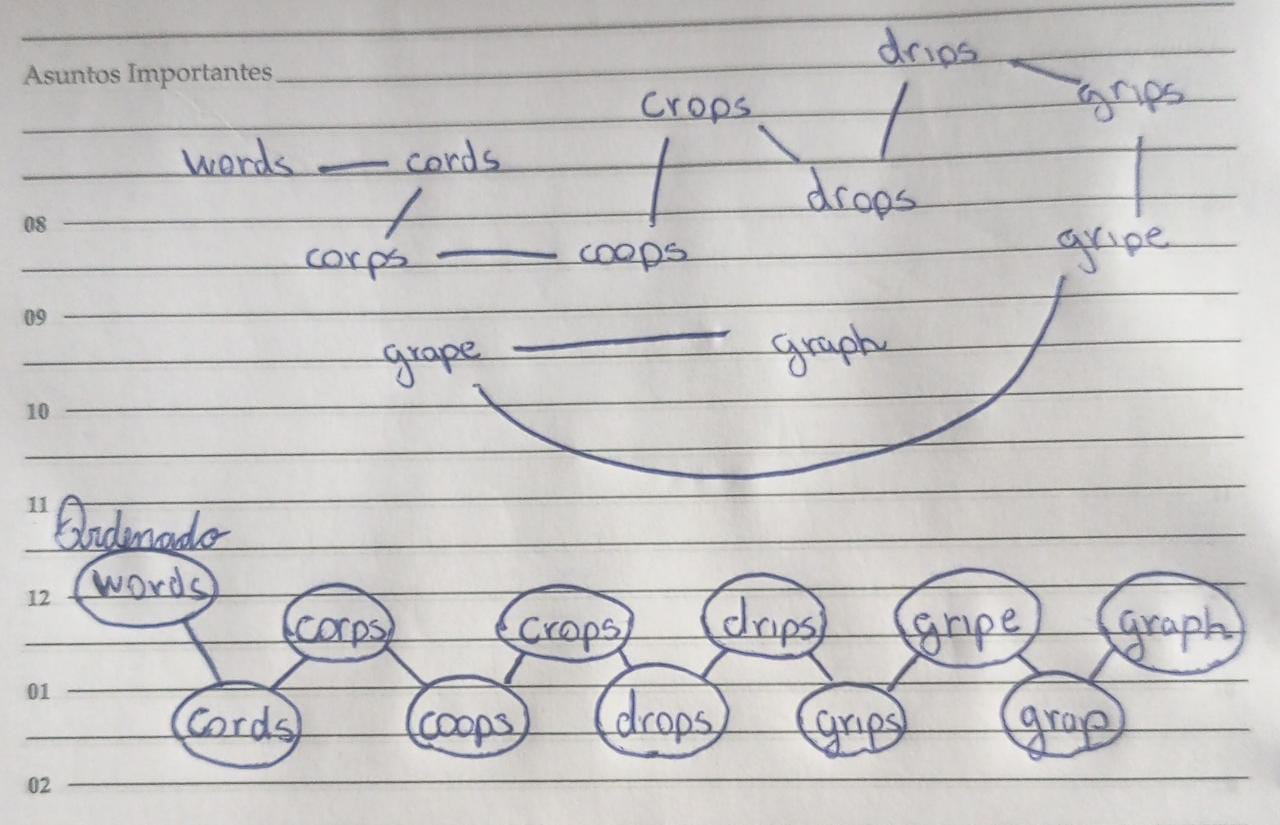 drips
Asuntos Importantes
grips
crops
words cords
drops
08
corps coops gripe
09
grape graph
10
11
Ordenado
12 words corps crops drips gripe graph
01
cords coops drops grips grap
02